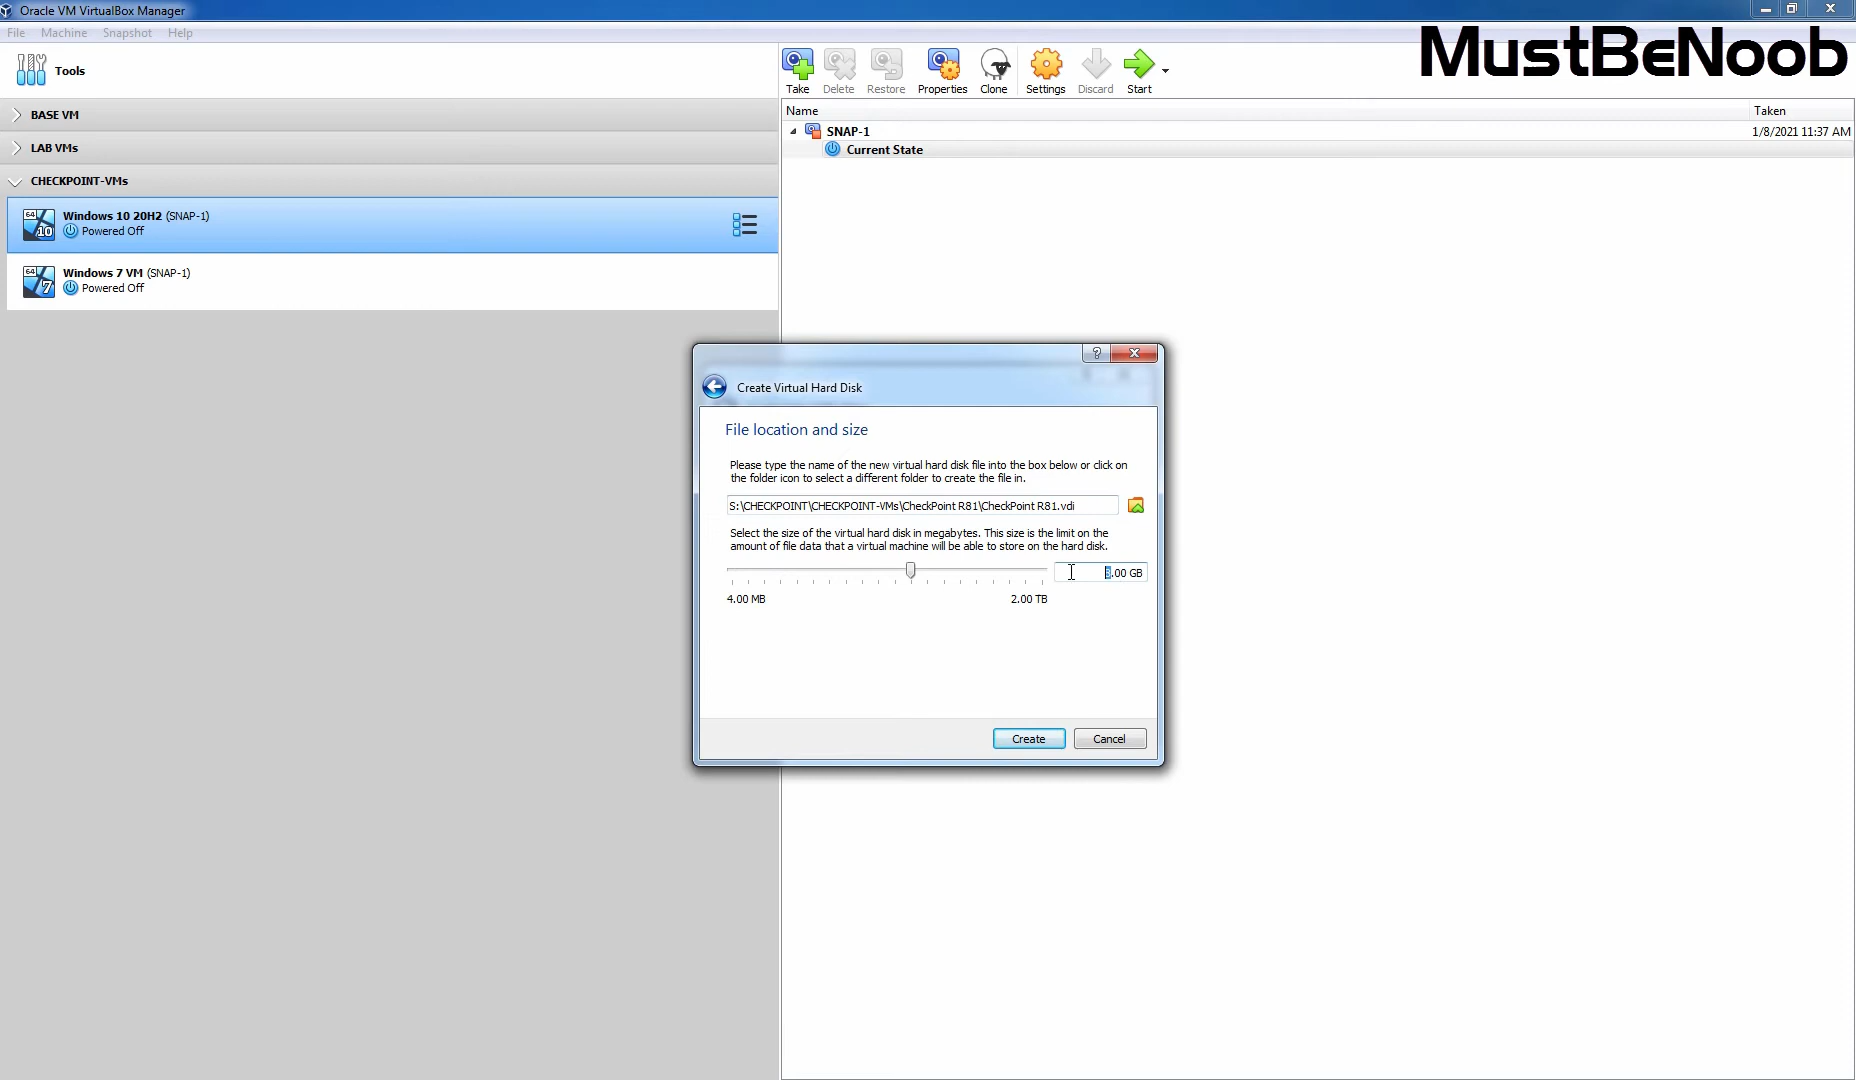 Oracle VM VirtualBox Manager
File Machine Snapshot Help
MustBeNoob
Tools
Take Delete Restore Properties Clone Settings Discard Start
BASE VM
LAB VMs
CHECKPOINT-VMs
Windows 10 20H2 (SNAP-1)
Powered Off
Windows 7 VM (SNAP-1)
Powered Off
Name Taken
SNAP-1 1/8/2021 11:37 AM
Current State
Create Virtual Hard Disk
File location and size
Please type the name of the new virtual hard disk file into the box below or click on
the folder icon to select a different folder to create the file in.
S:\CHECKPOINT\CHECKPOINT-VMs\CheckPoint R81\CheckPoint R81.vdi
Select the size of the virtual hard disk in megabytes. This size is the limit on the
amount of file data that a virtual machine will be able to store on the hard disk.
8.00 GB
4.00 MB 2.00 TB
Create Cancel